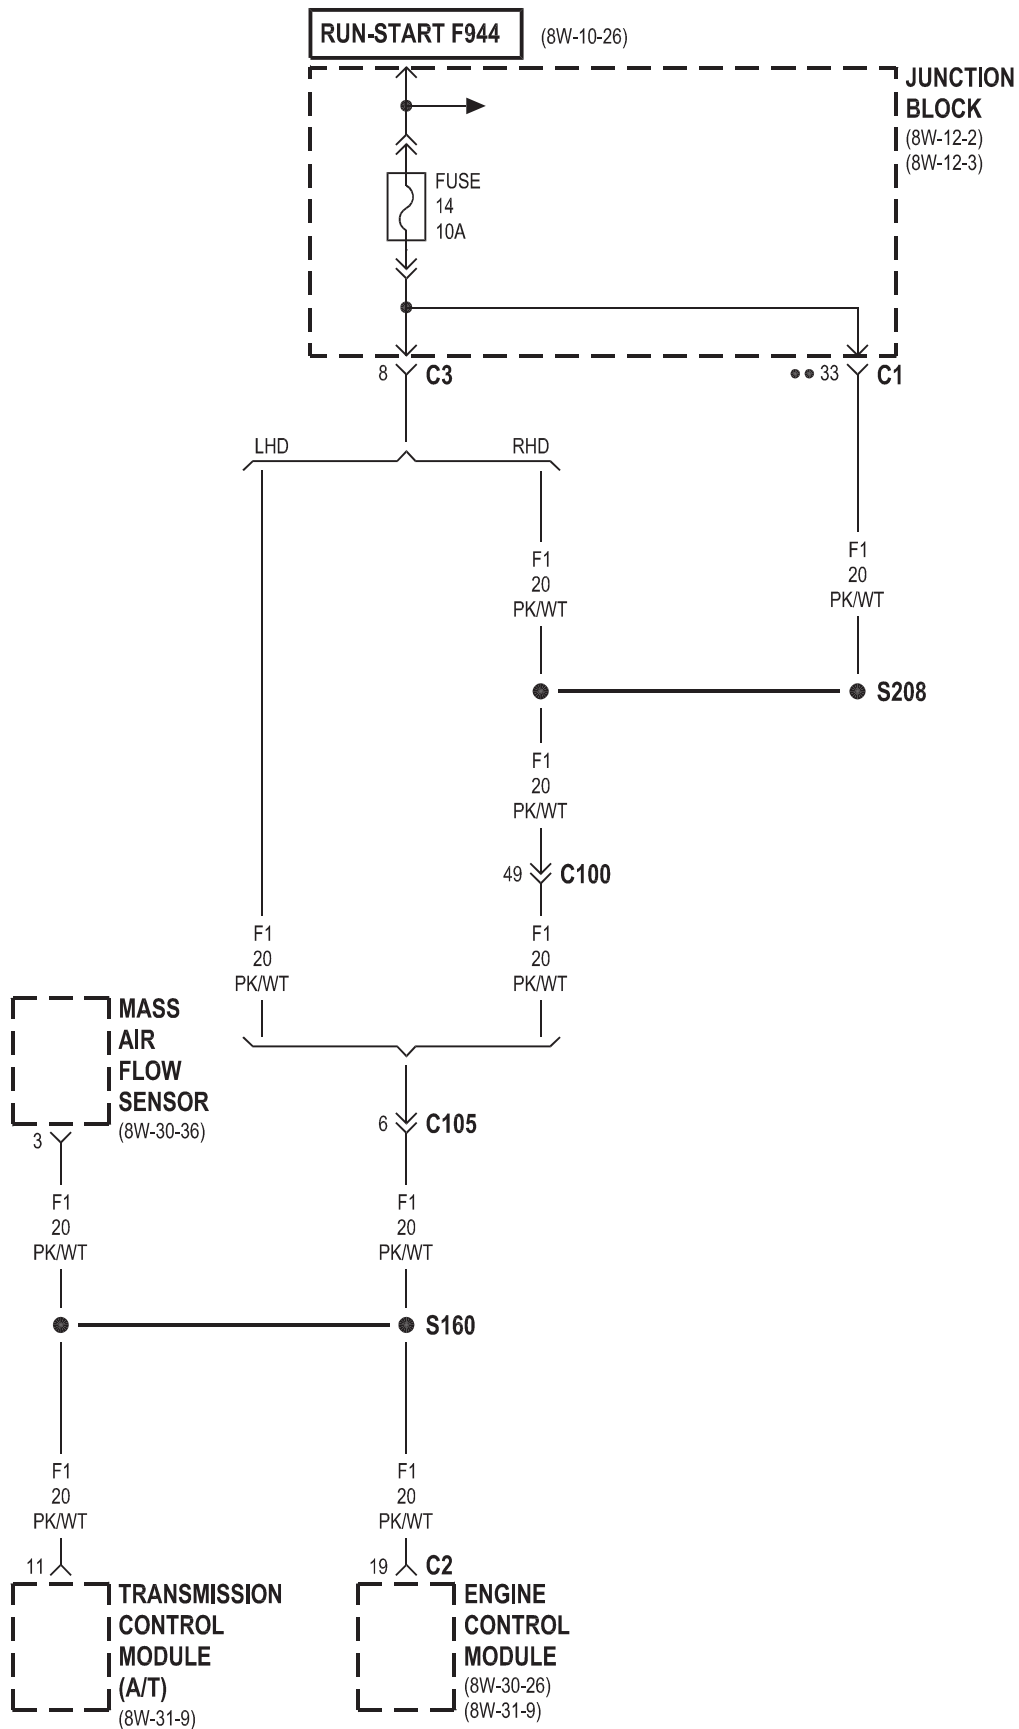 RUN-START F944
(8W-10-26)
JUNCTION
BLOCK
(8W-12-2)
(8W-12-3)
FUSE
14
10A
8
C3
33
C1
LHD
RHD
F1
20
PK/WT
F1
20
PK/WT
S208
F1
20
PK/WT
49
C100
F1
20
PK/WT
F1
20
PK/WT
MASS
AIR
FLOW
SENSOR
(8W-30-36)
3
6
C105
F1
20
PK/WT
F1
20
PK/WT
S160
F1
20
PK/WT
F1
20
PK/WT
11
19
C2
TRANSMISSION
CONTROL
MODULE
(A/T)
(8W-31-9)
ENGINE
CONTROL
MODULE
(8W-30-26)
(8W-31-9)